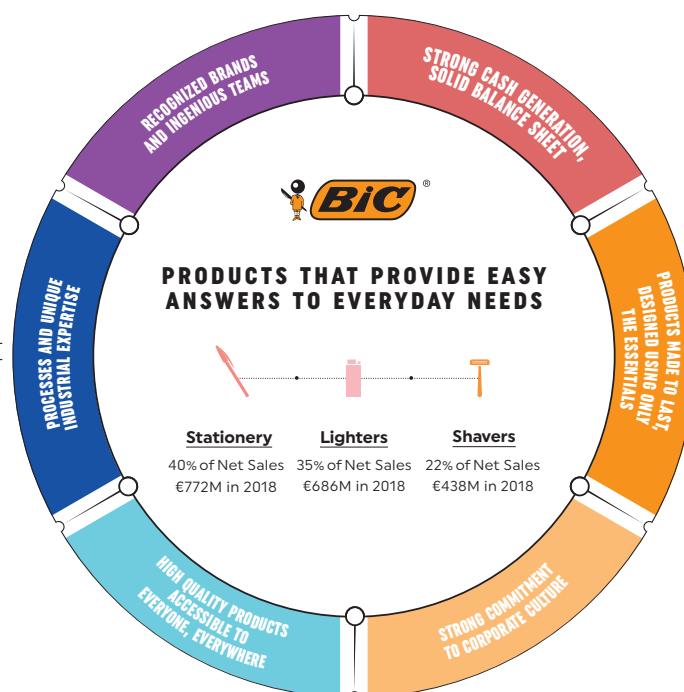 RECOGNIZED BRANDS
AND INGENIOUS TEAMS
STRONG CASH GENERATION,
SOLID BALANCE SHEET
BiC®
PRODUCTS THAT PROVIDE EASY
ANSWERS TO EVERYDAY NEEDS
PROCESSES AND UNIQUE
INDUSTRIAL EXPERTISE
PRODUCTS MADE TO LAST,
DESIGNED USING ONLY
THE ESSENTIALS
Stationery
40% of Net Sales
€772M in 2018
Lighters
35% of Net Sales
€686M in 2018
Shavers
22% of Net Sales
€438M in 2018
HIGH QUALITY PRODUCTS
ACCESSIBLE TO
EVERYONE, EVERYWHERE
STRONG COMMITMENT
TO CORPORATE CULTURE